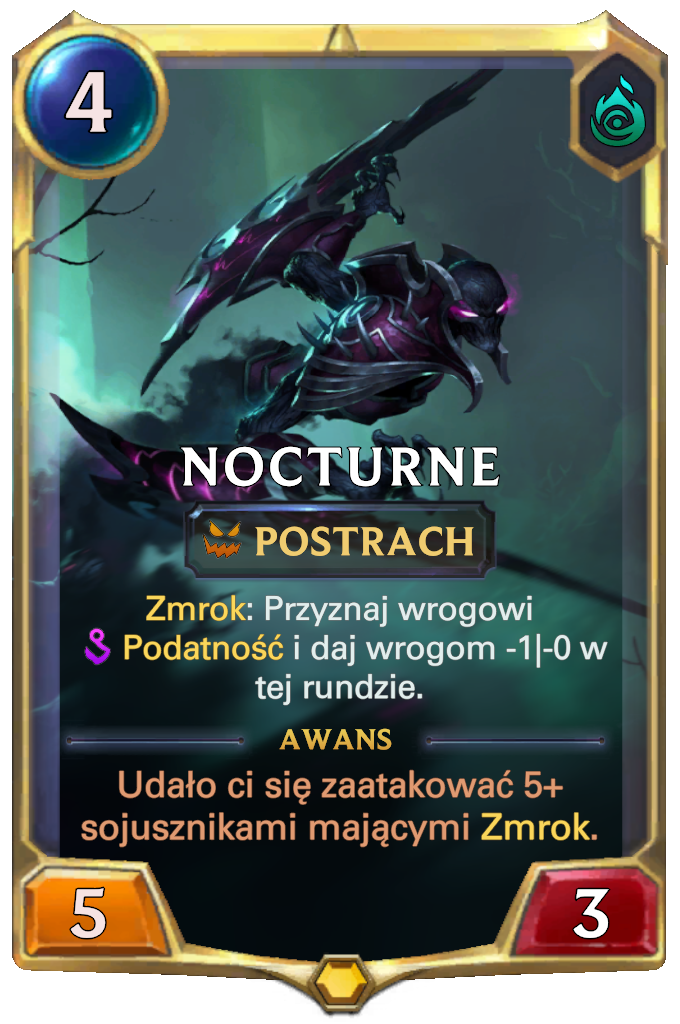 4
NOCTURNE
POSTRACH
Zmrok: Przyznaj wrogowi
Podatność i daj wrogom -1|-0 w
tej rundzie.
AWANS
Udało ci się zaatakować 5+
sojusznikami mającymi Zmrok.
5
3